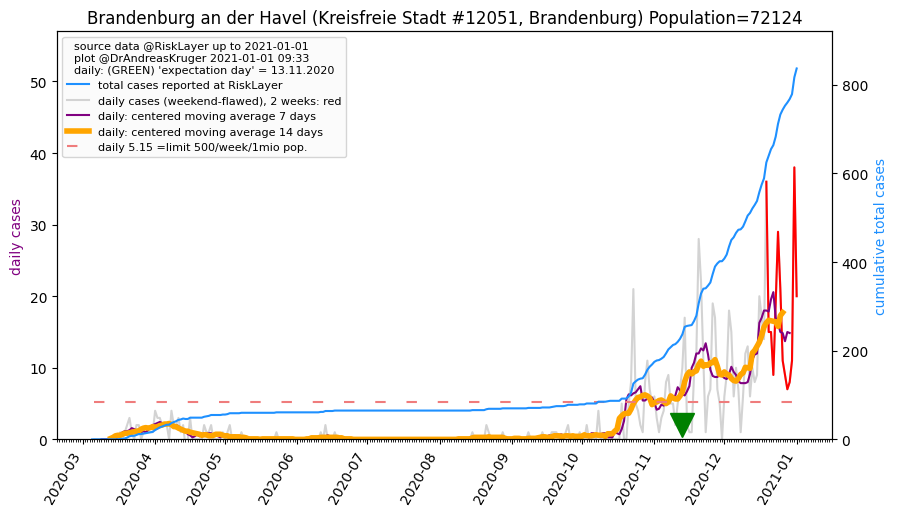 Brandenburg an der Havel (Kreisfreie Stadt #12051, Brandenburg) Population=72124
source data @RiskLayer up to 2021-01-01
plot @DrAndreasKruger 2021-01-01 09:33
daily: (GREEN) 'expectation day' = 13.11.2020
total cases reported at RiskLayer
daily cases (weekend-flawed), 2 weeks: red
daily: centered moving average 7 days
daily: centered moving average 14 days
daily 5.15 =limit 500/week/1mio pop.
daily cases
50
40
30
20
10
0
cumulative total cases
800
600
400
200
0
2020-03
2020-04
2020-05
2020-06
2020-07
2020-08
2020-09
2020-10
2020-11
2020-12
2021-01